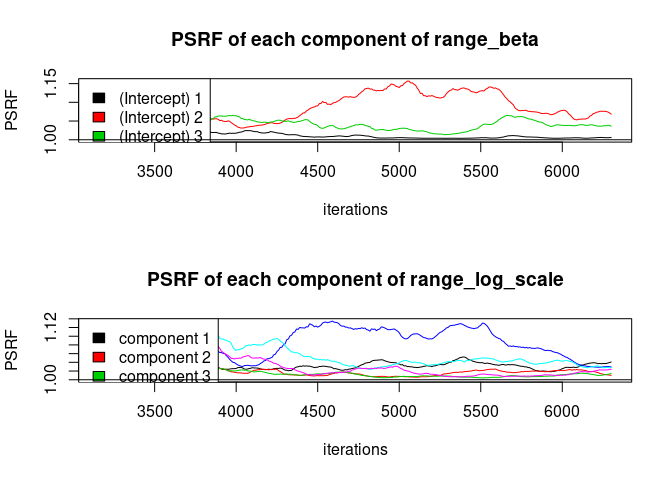 PSRF of each component of range_beta
PSRF
1.15
1.00
(Intercept) 1
(Intercept) 2
(Intercept) 3
3500 4000 4500 5000 5500 6000
iterations
PSRF of each component of range_log_scale
PSRF
1.12
1.00
component 1
component 2
component 3
3500 4000 4500 5000 5500 6000
iterations